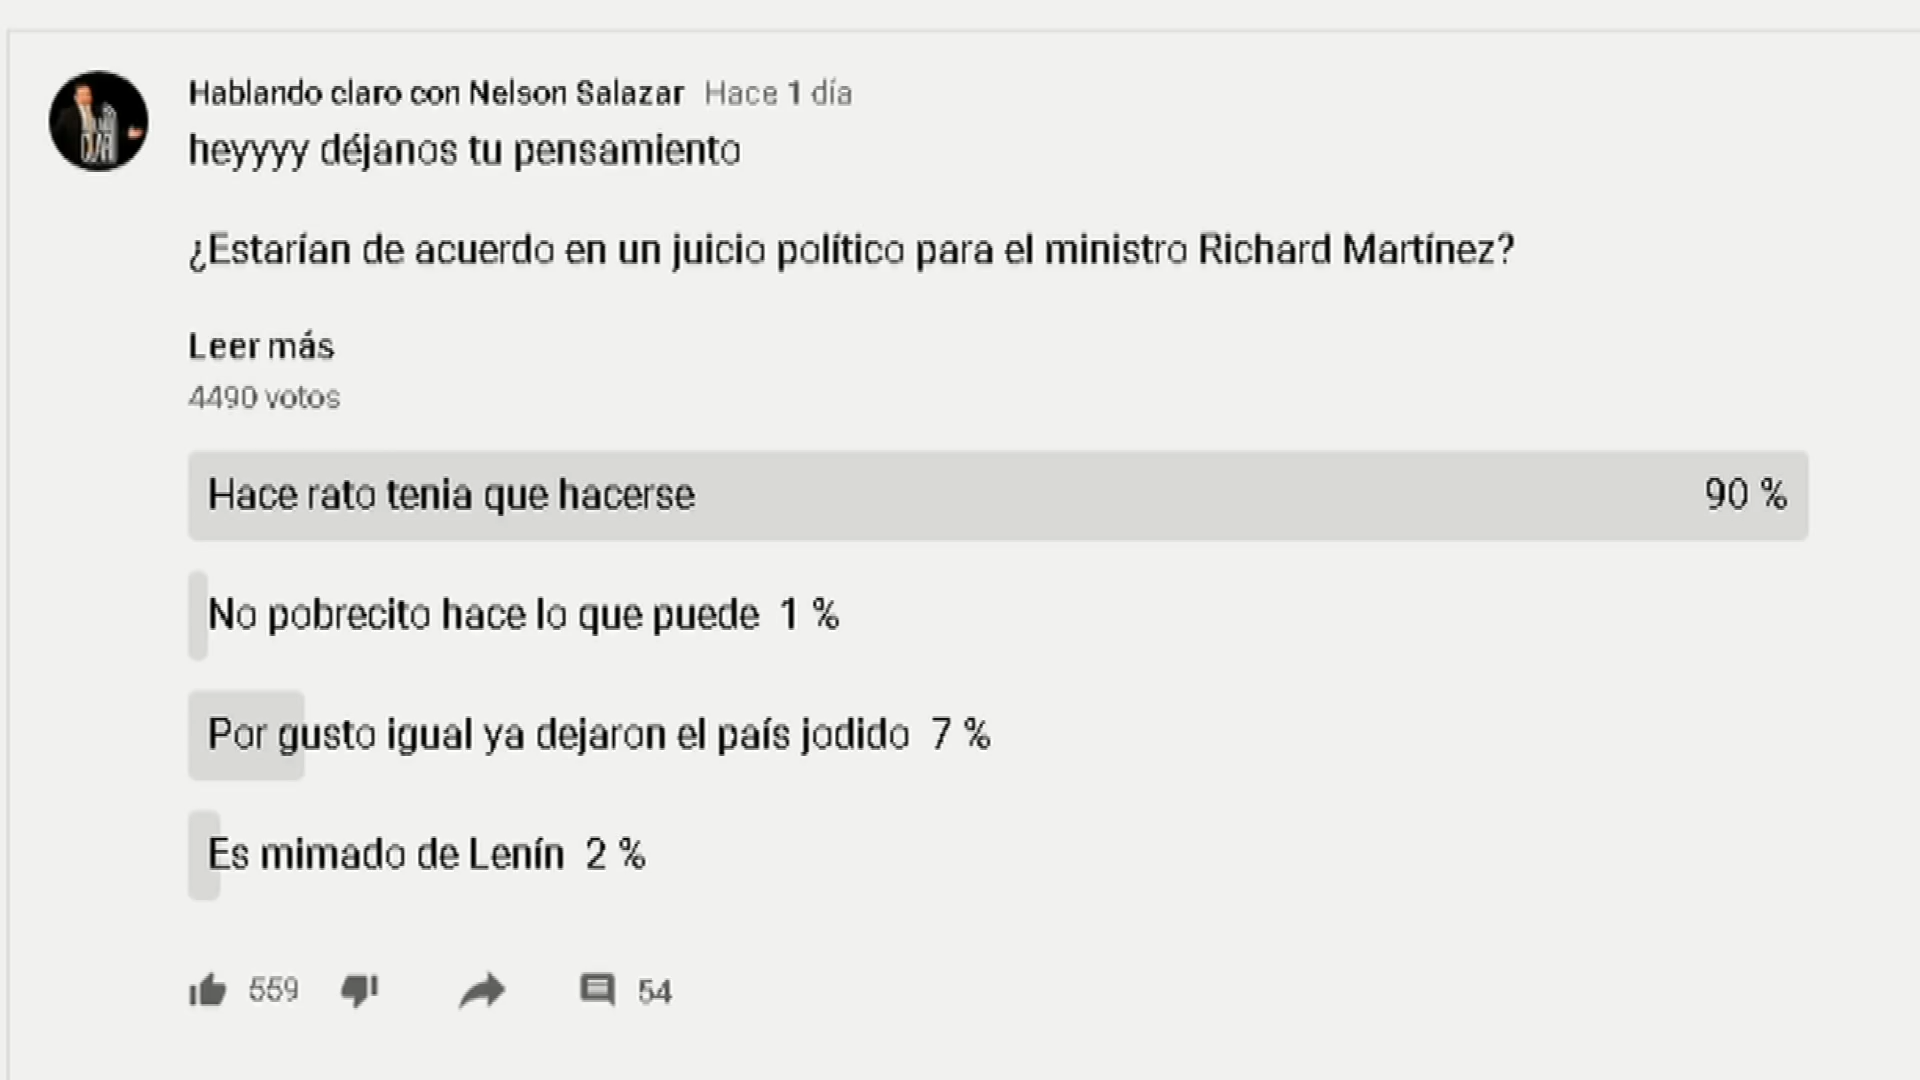 Hablando claro con Nelson Salazar Hace 1 día
heyyyy déjanos tu pensamiento
¿Estarían de acuerdo en un juicio político para el ministro Richard Martínez?
Leer más
4490 votos
Hace rato tenia que hacerse 90 %
No pobrecito hace lo que puede 1 %
Por gusto igual ya dejaron el país jodido 7 %
Es mimado de Lenín 2 %
559 54